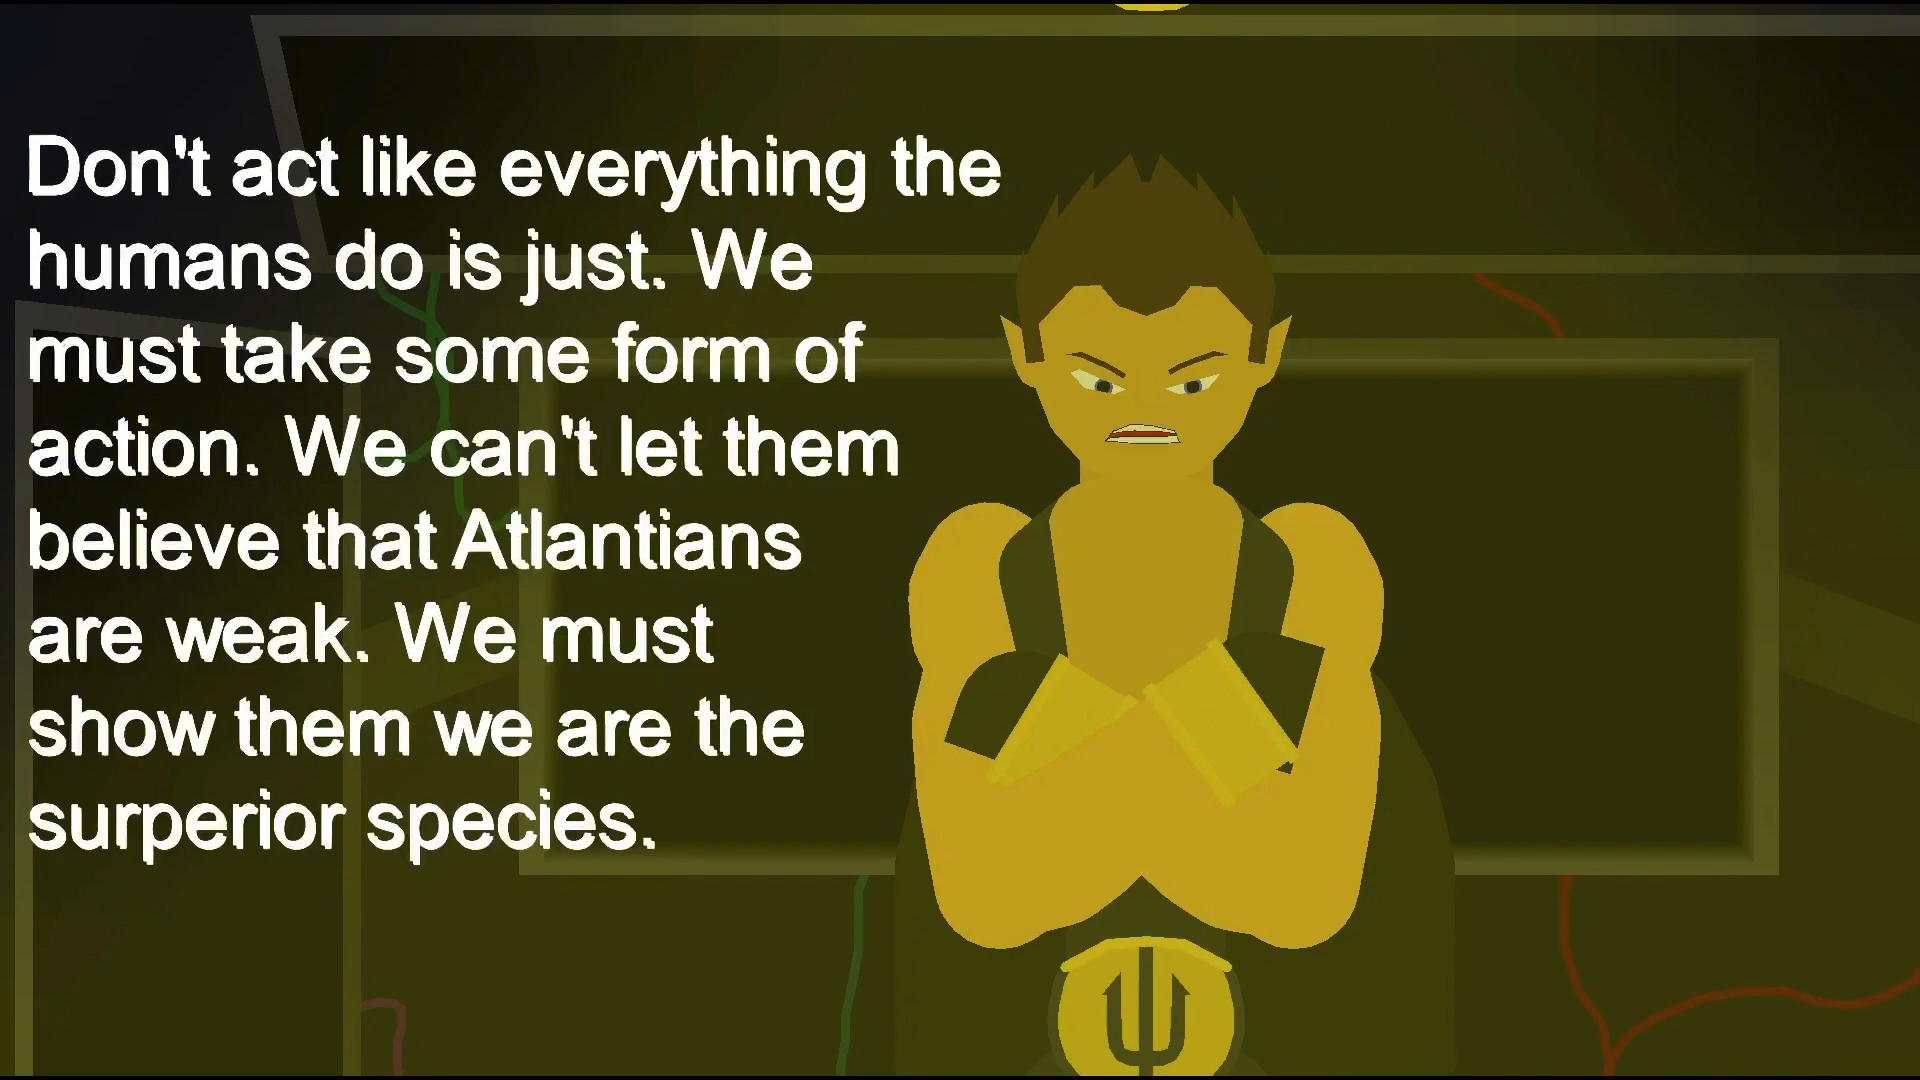 Don't act like everything the
humans do is just. We
must take some form of
action. We can't let them
believe that Atlantians
are weak. We must
show them we are the
surperior species.